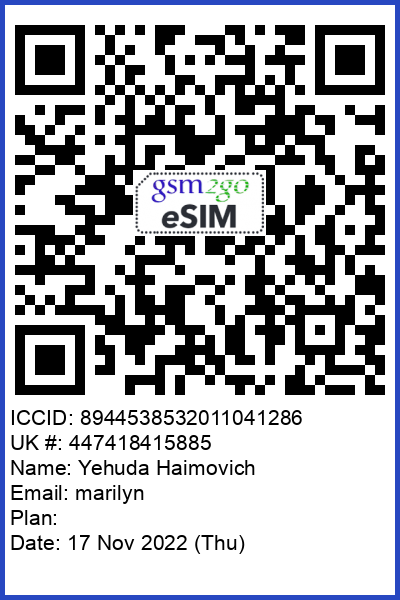 gsm2go
eSIM
ICCID: 8944538532011041286
UK #: 447418415885
Name: Yehuda Haimovich
Email: marilyn
Plan:
Date: 17 Nov 2022 (Thu)